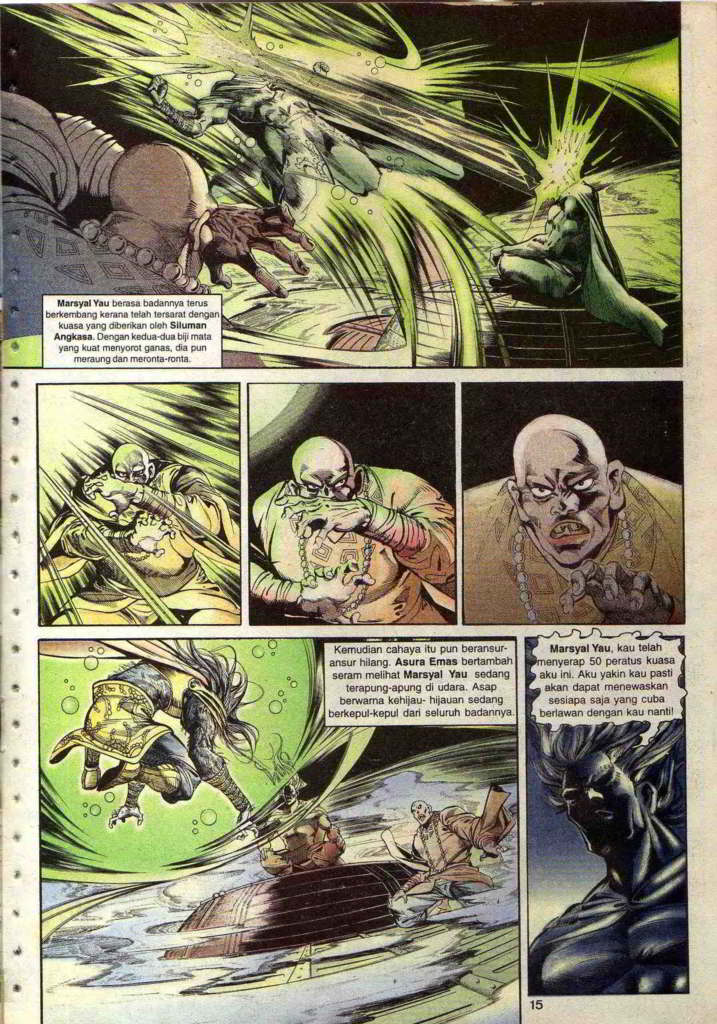 Marsyal Yau berasa badannya terus
berkembang kerana telah tersarat dengan
kuasa yang diberikan oleh Siluman
Angkasa. Dengan kedua-dua biji mata
yang kuat menyorot ganas, dia pun
meraung dan meronta-ronta.
Kemudian cahaya itu pun beransur-
ansur hilang. Asura Emas bertambah
seram melihat Marsyal Yau sedang
terapung-apung di udara. Asap
berwarna kehijau- hijauan sedang
berkepul-kepul dari seluruh badannya.
Marsyal Yau, kau telah
menyerap 50 peratus kuasa
aku ini. Aku yakin kau pasti
akan dapat menewaskan
sesiapa saja yang cuba
berlawan dengan kau nanti!
15